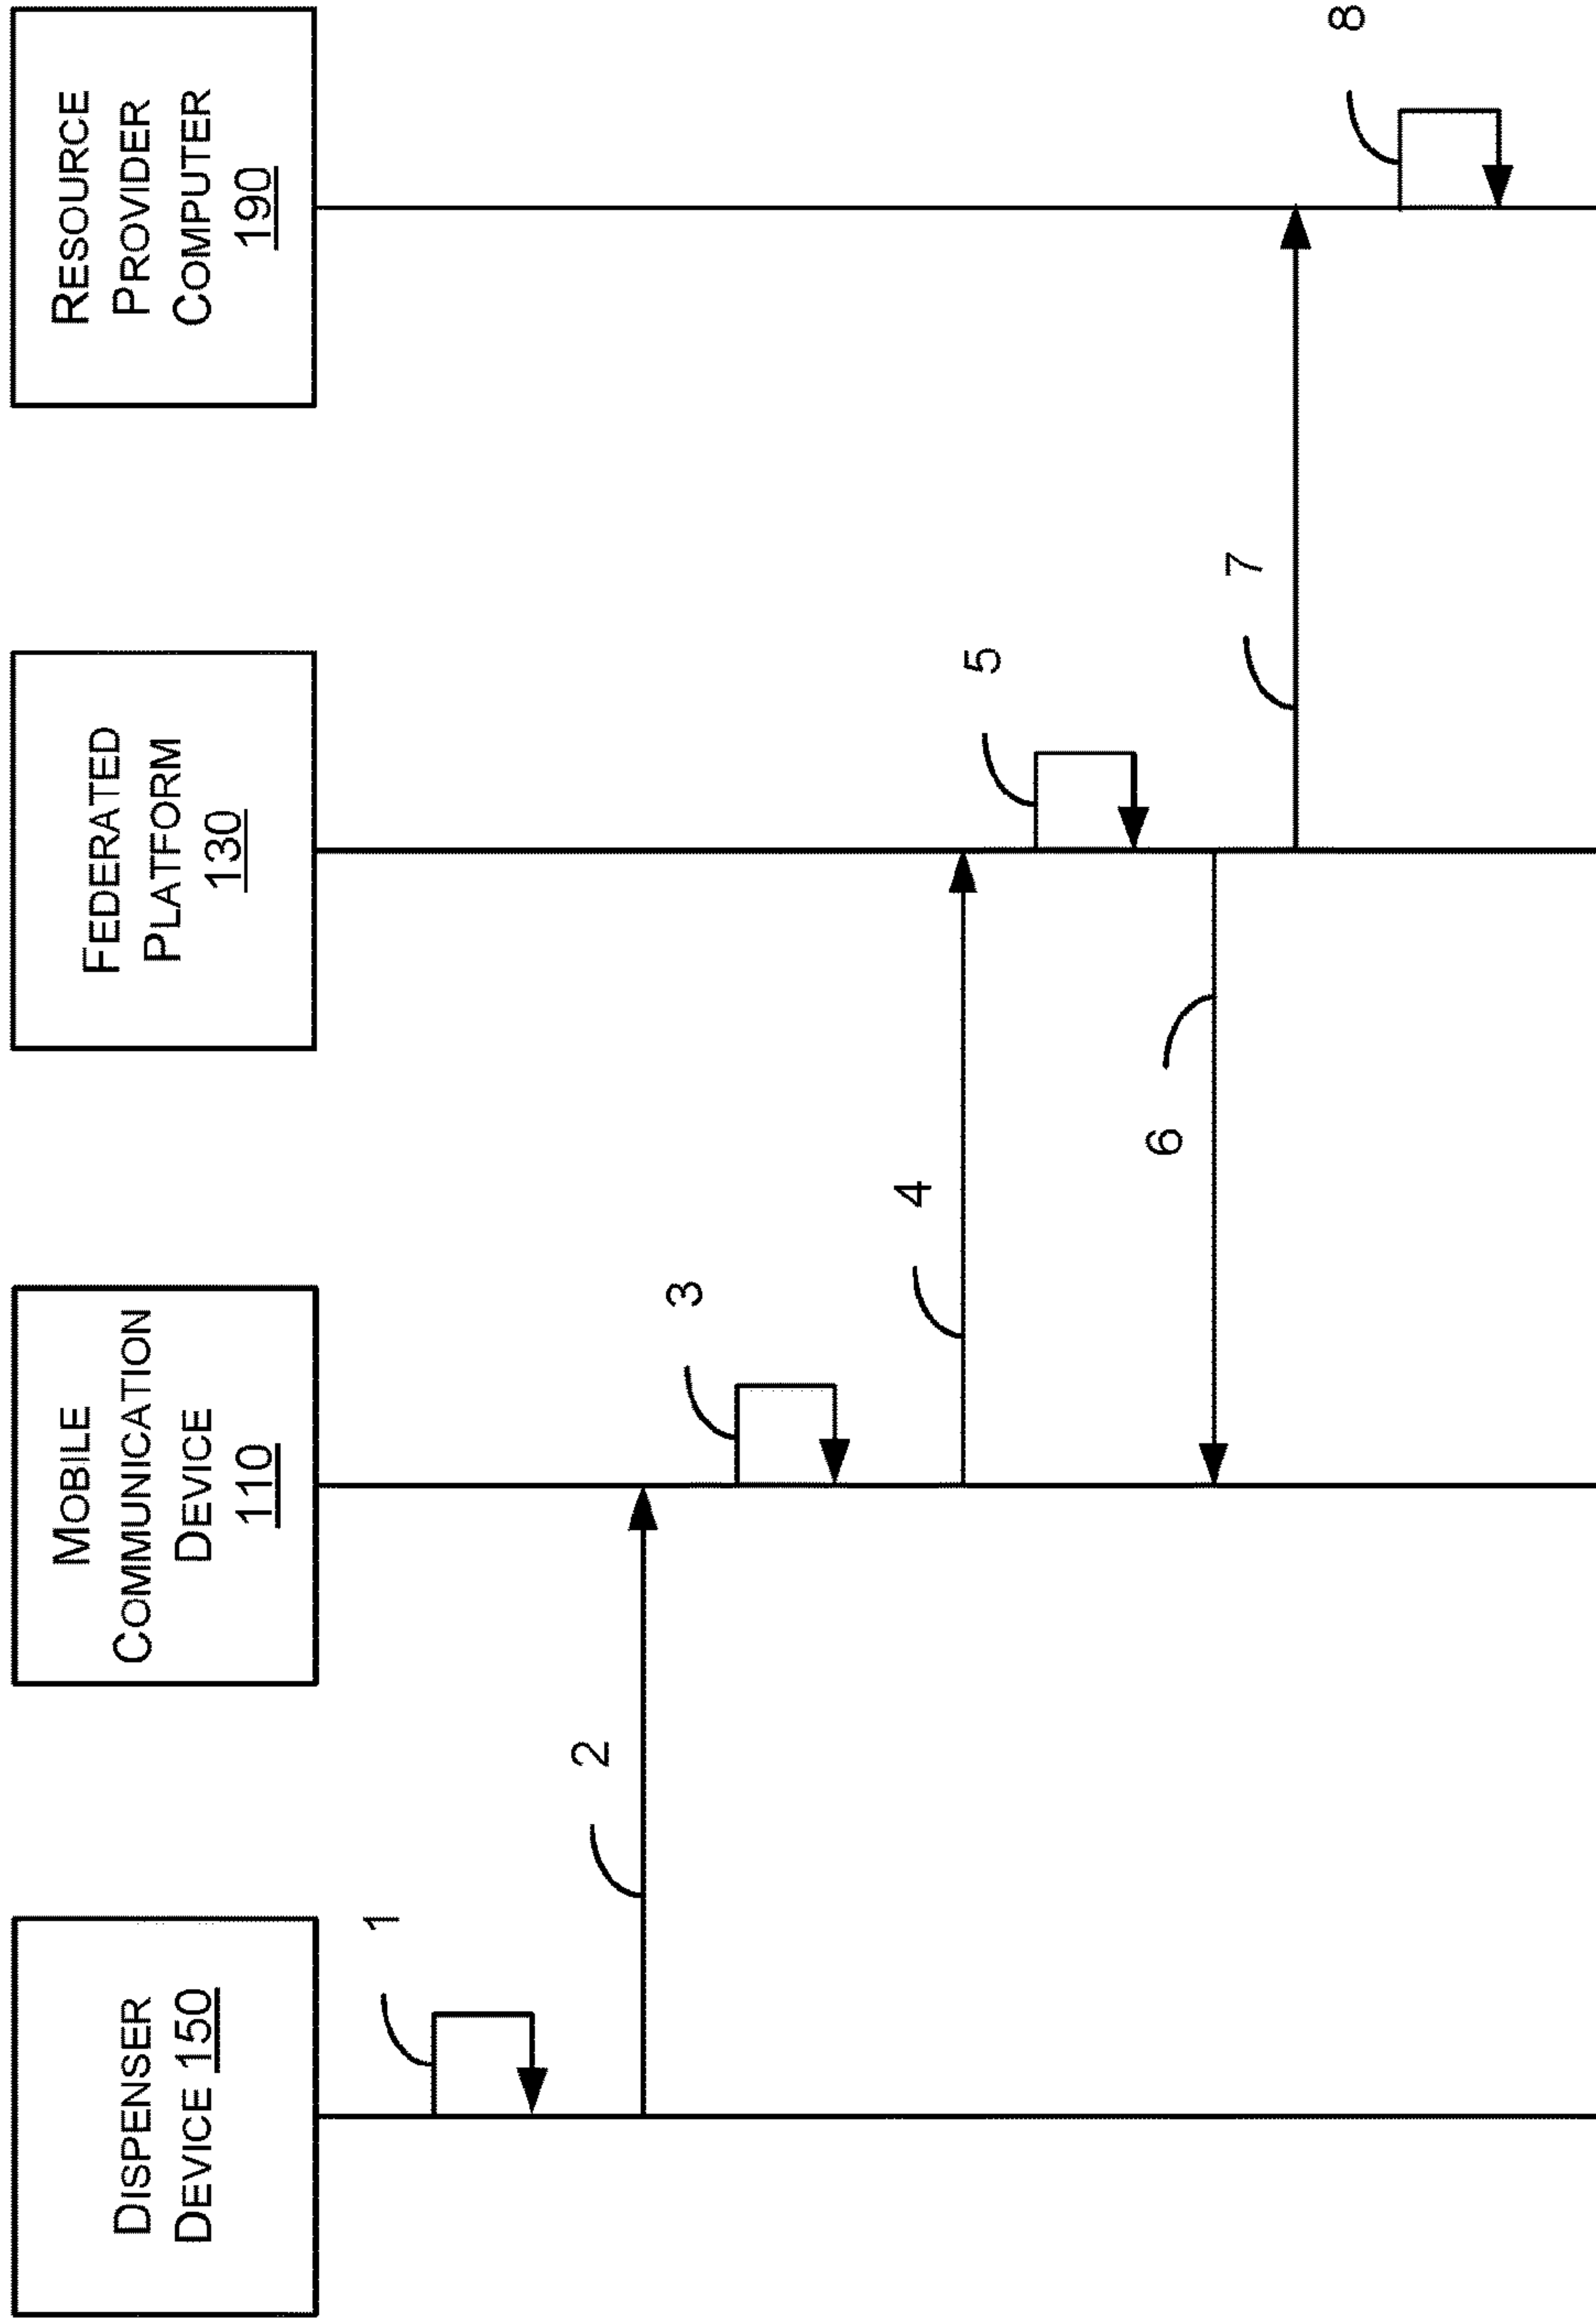 DISPENSER
DEVICE 150
MOBILE
COMMUNICATION
DEVICE
110
FEDERATED
PLATFORM
130
RESOURCE
PROVIDER
COMPUTER
190
1
2
3
4
5
6
7
8